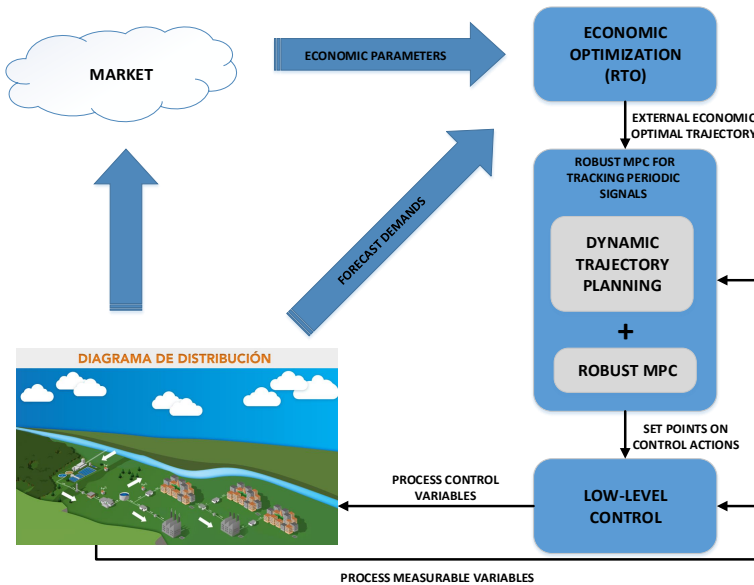 MARKET
ECONOMIC PARAMETERS
ECONOMIC
OPTIMIZATION
(RTO)
EXTERNAL ECONOMIC
OPTIMAL TRAJECTORY
FORECAST DEMANDS
ROBUST MPC FOR
TRACKING PERIODIC
SIGNALS
DYNAMIC
TRAJECTORY
PLANNING
+
ROBUST MPC
SET POINTS ON
CONTROL ACTIONS
DIAGRAMA DE DISTRIBUCIÓN
PROCESS CONTROL
VARIABLES
LOW-LEVEL
CONTROL
PROCESS MEASURABLE VARIABLES